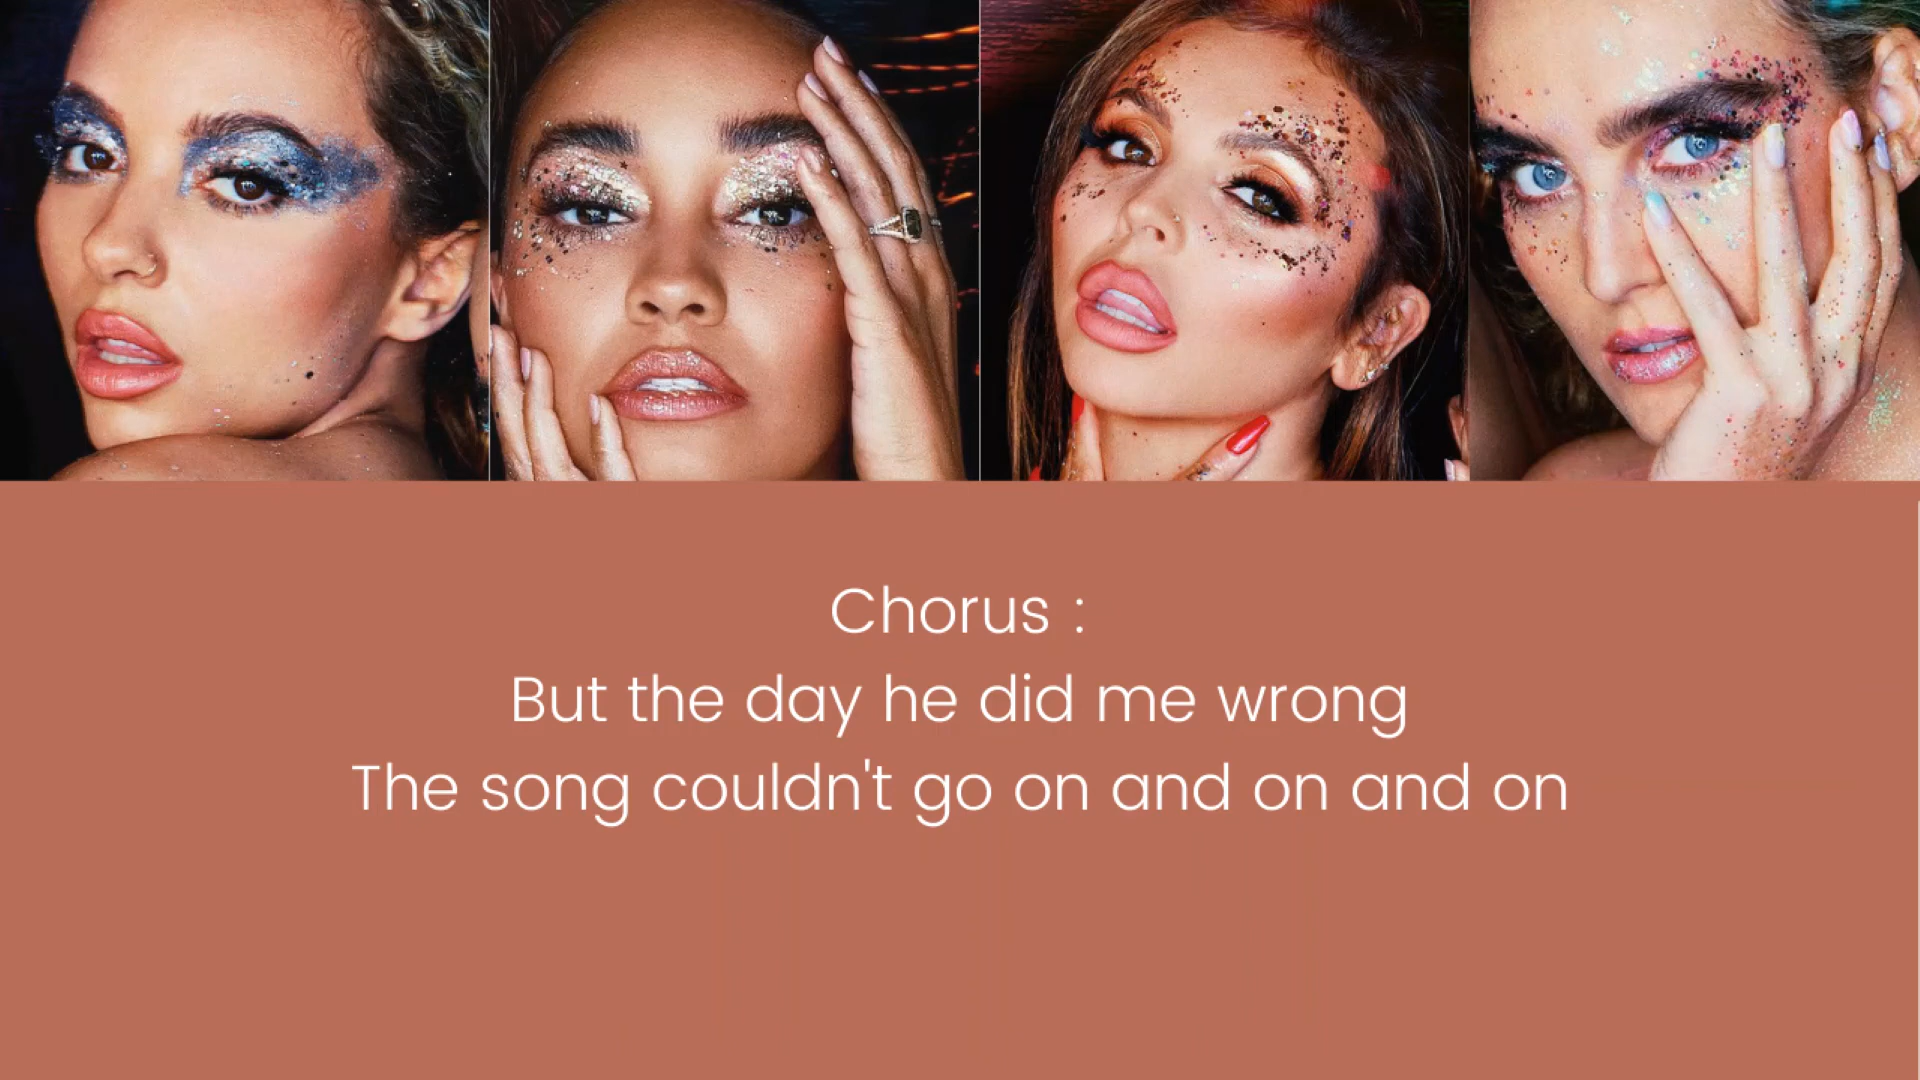 Chorus :
But the day he did me wrong
The song couldn't go on and on and on